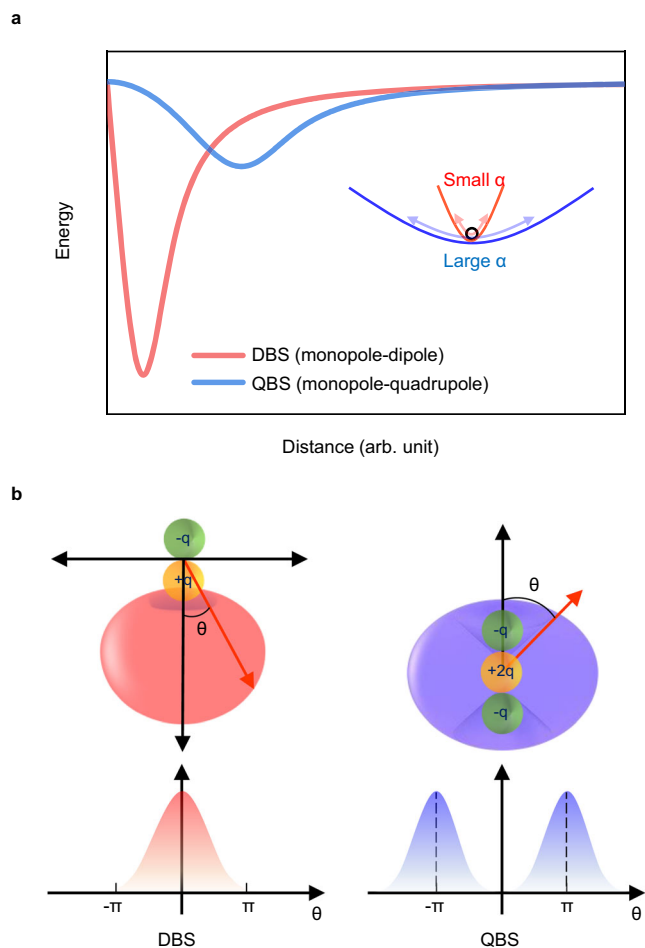 a
Energy
Small α
Large α
DBS (monopole-dipole)
QBS (monopole-quadrupole)
Distance (arb. unit)
b
-q
+q
θ
θ
-q
+2q
-q
-π
π
θ
-π
π
θ
DBS
QBS